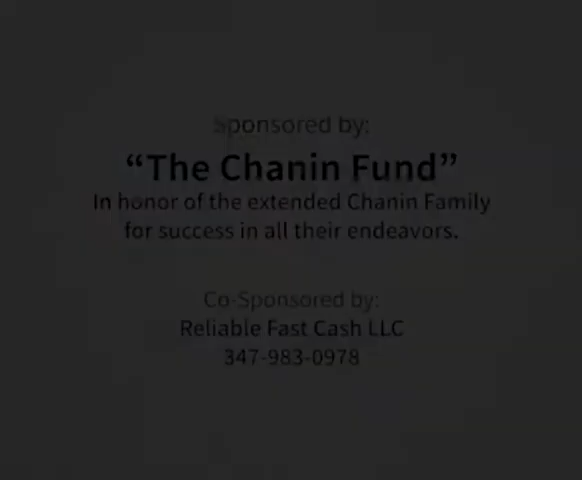 Sponsored by:
“The Chanin Fund”
In honor of the extended Chanin Family
for success in all their endeavors.
Co-Sponsored by:
Reliable Fast Cash LLC
347-983-0978